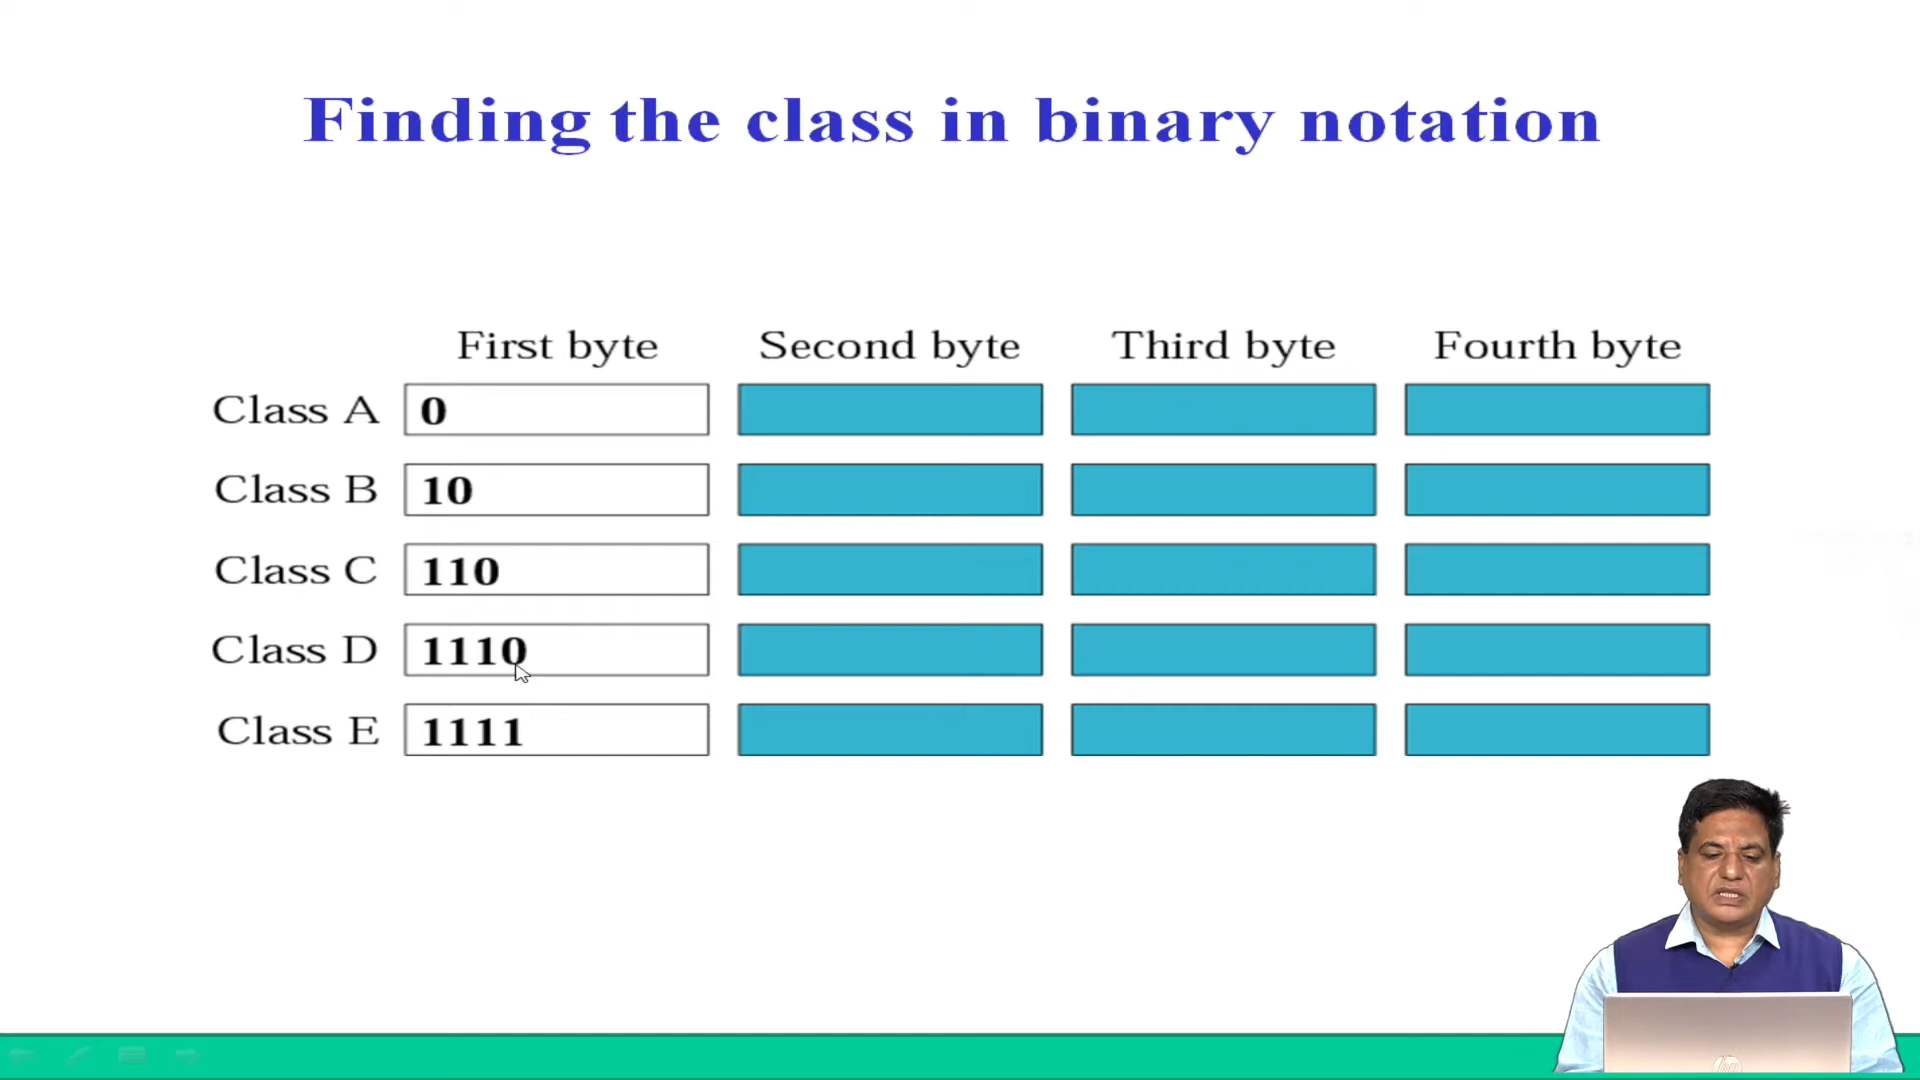 Finding the class in binary notation
First byte Second byte Third byte Fourth byte
Class A 0
Class B 10
Class C 110
Class D 1110
Class E 1111
hp